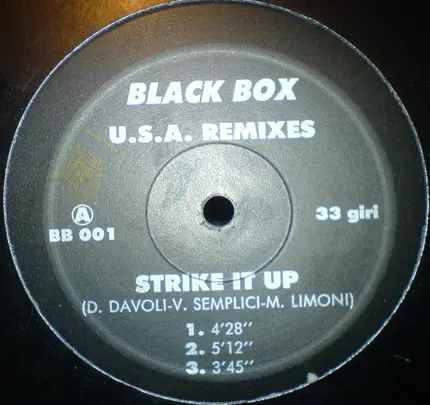 BLACK BOX
U.S.A. REMIXES
A
BB 001
33 giri
STRIKE IT UP
(D. DAVOLI-V. SEMPLICI-M. LIMONI)
1. 4'28''
2. 5'12''
3. 3'45''